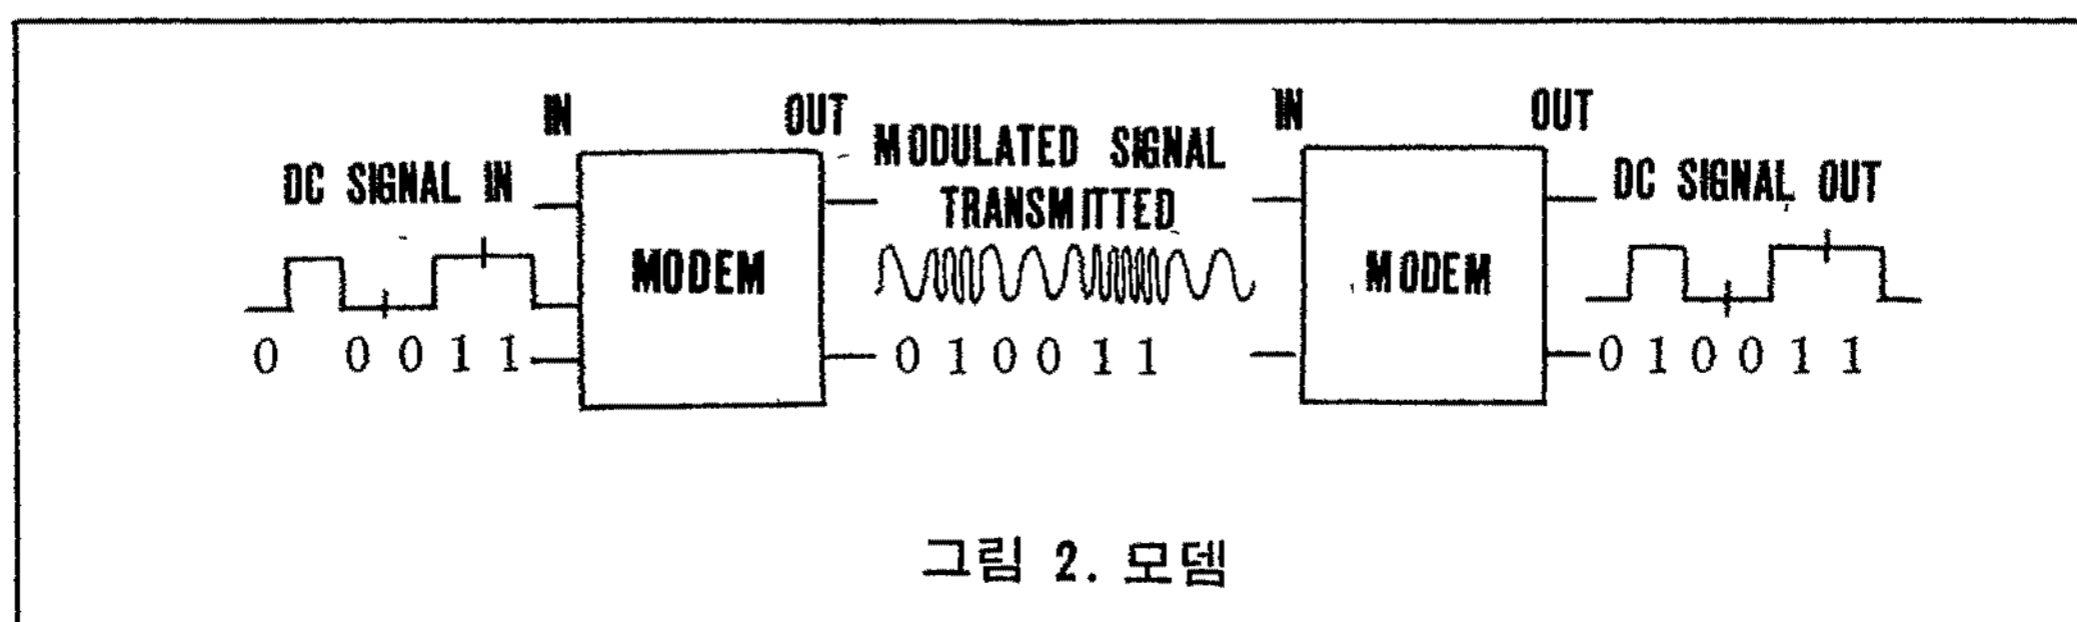 IN OUT IN OUT
DC SIGNAL IN MODULATED SIGNAL TRANSMITTED DC SIGNAL OUT
MODEM MODEM
0 0 0 1 1 0 1 0 0 1 1 0 1 0 0 1 1
그림 2. 모뎀